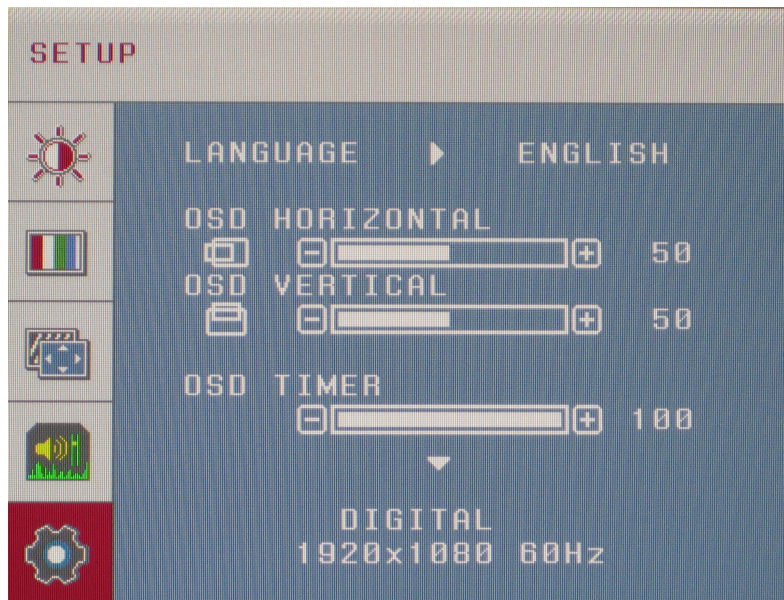 SETUP
LANGUAGE ENGLISH
OSD HORIZONTAL
50
OSD VERTICAL
50
OSD TIMER
100
DIGITAL
1920x1080 60Hz